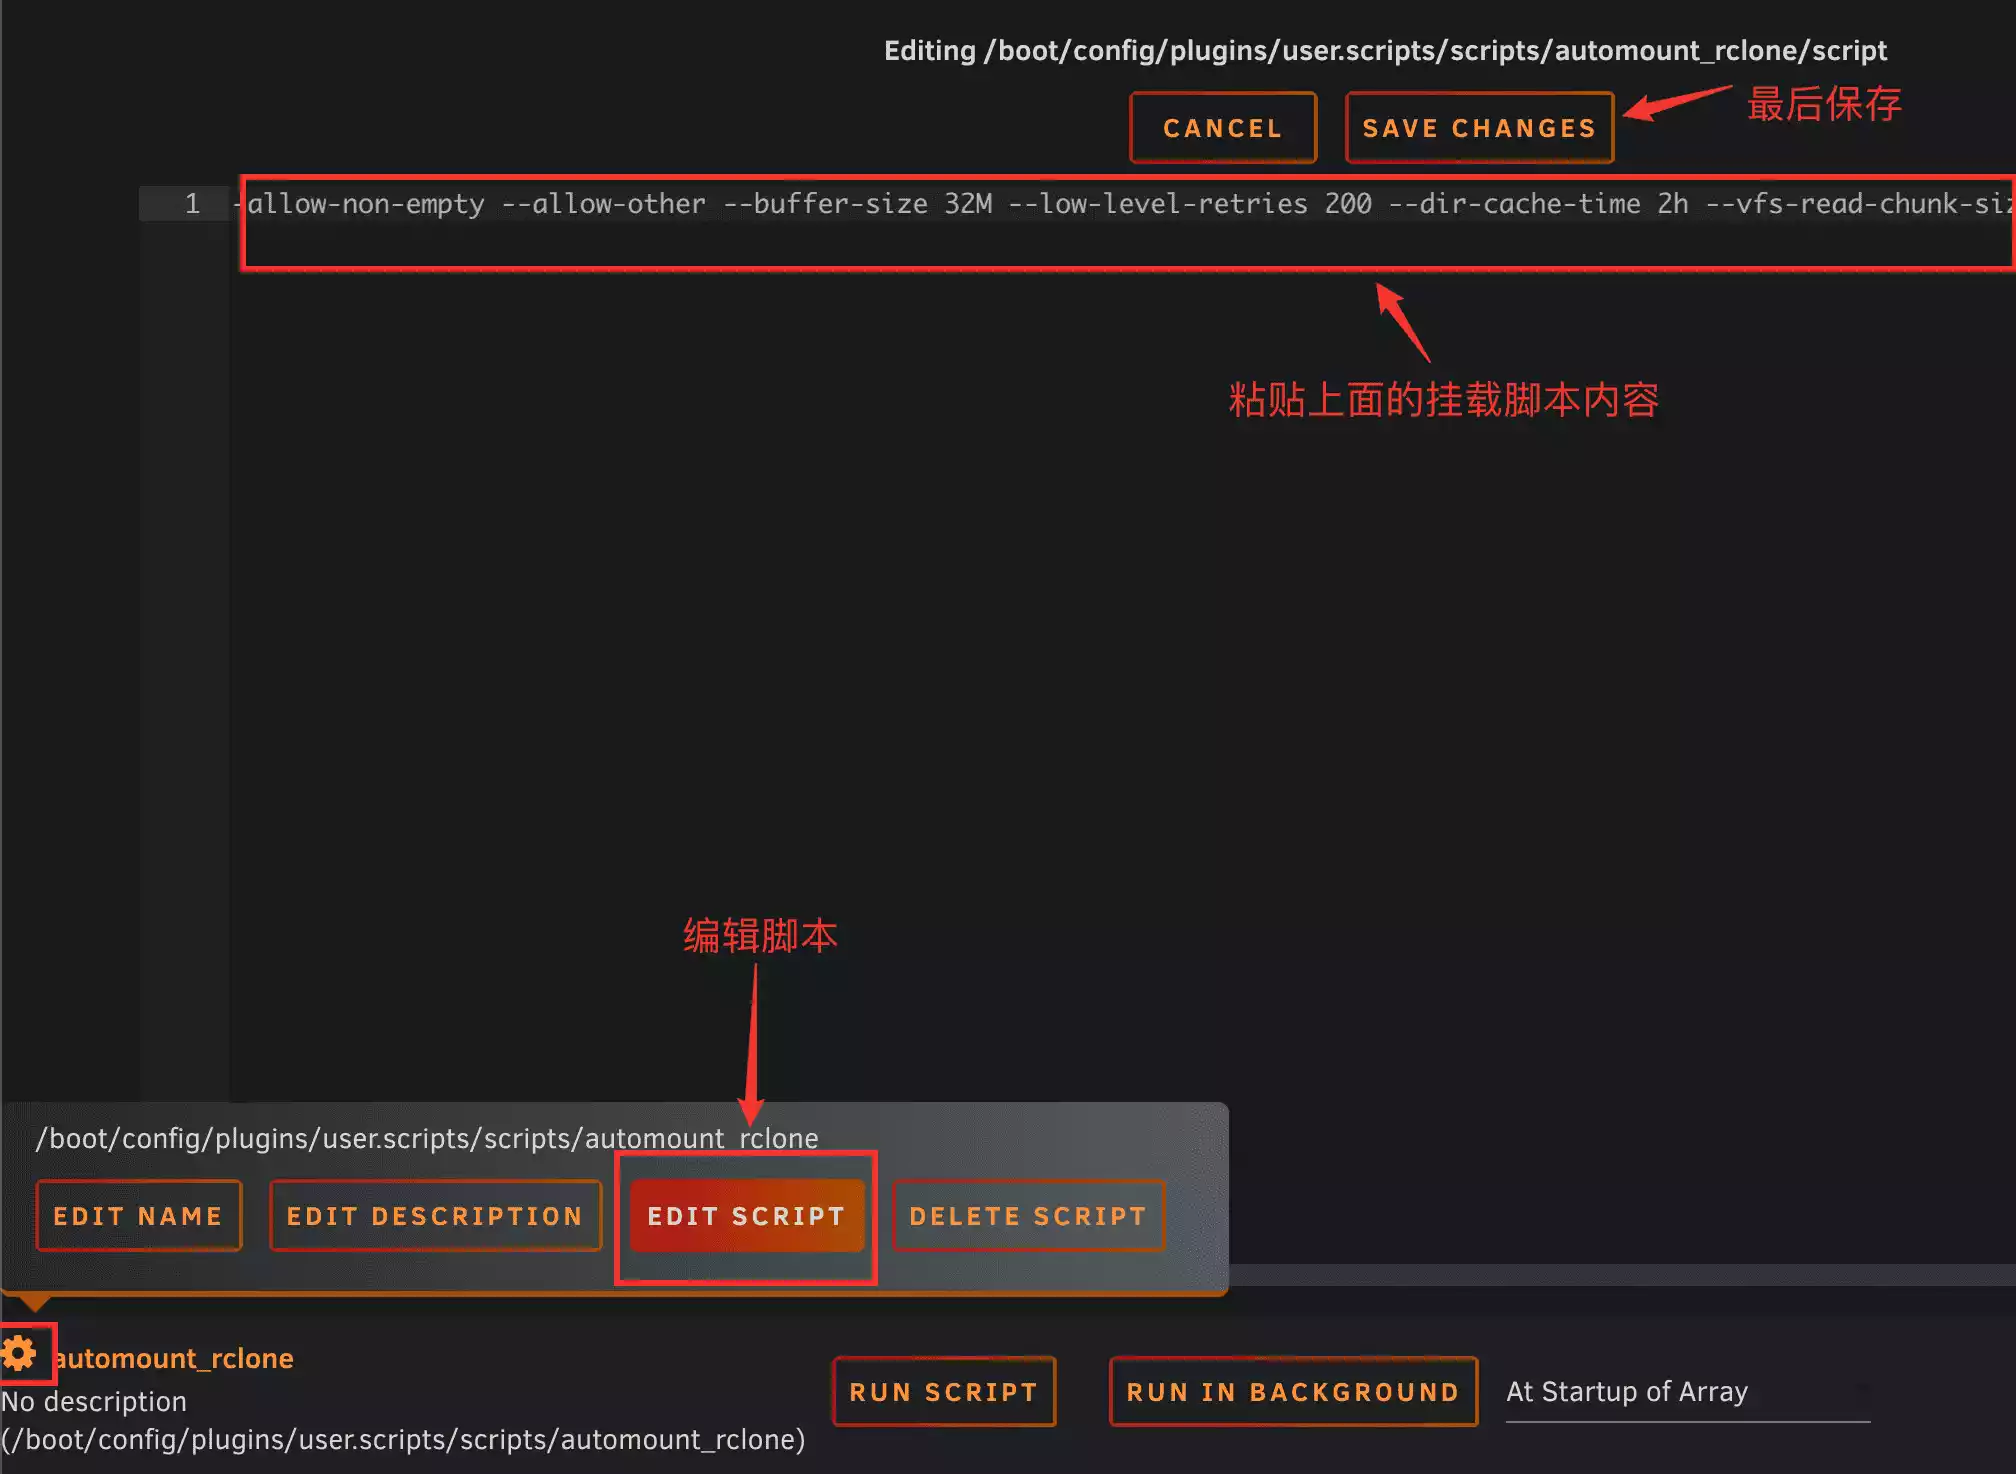 Editing /boot/config/plugins/user.scripts/scripts/automount_rclone/script
CANCEL
SAVE CHANGES
最后保存
1
-allow-non-empty --allow-other --buffer-size 32M --low-level-retries 200 --dir-cache-time 2h --vfs-read-chunk-siz
粘贴上面的挂载脚本内容
编辑脚本
/boot/config/plugins/user.scripts/scripts/automount_rclone
EDIT NAME
EDIT DESCRIPTION
EDIT SCRIPT
DELETE SCRIPT
automount_rclone
RUN SCRIPT
RUN IN BACKGROUND
At Startup of Array
No description
(/boot/config/plugins/user.scripts/scripts/automount_rclone)